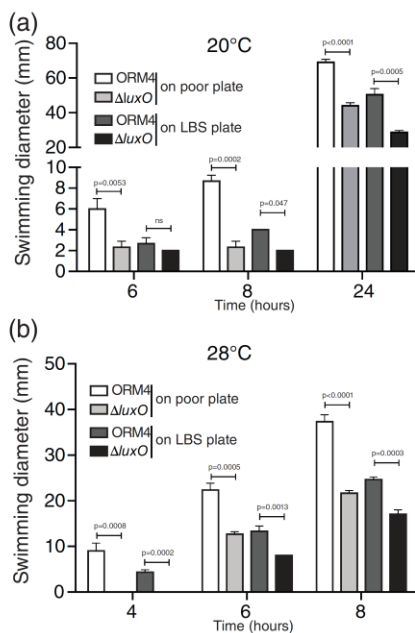 (a)
20°C
Swimming diameter (mm)
80
60
40
20
10
8
6
4
2
0
ORM4
ΔluxO
on poor plate
ORM4
ΔluxO
on LBS plate
p=0.0053
ns
p=0.0002
p=0.047
p<0.0001
p=0.0005
6
8
24
Time (hours)
(b)
28°C
Swimming diameter (mm)
50
40
30
20
10
0
ORM4
ΔluxO
on poor plate
ORM4
ΔluxO
on LBS plate
p=0.0008
p=0.0002
p=0.0005
p=0.0013
p<0.0001
p=0.0003
4
6
8
Time (hours)